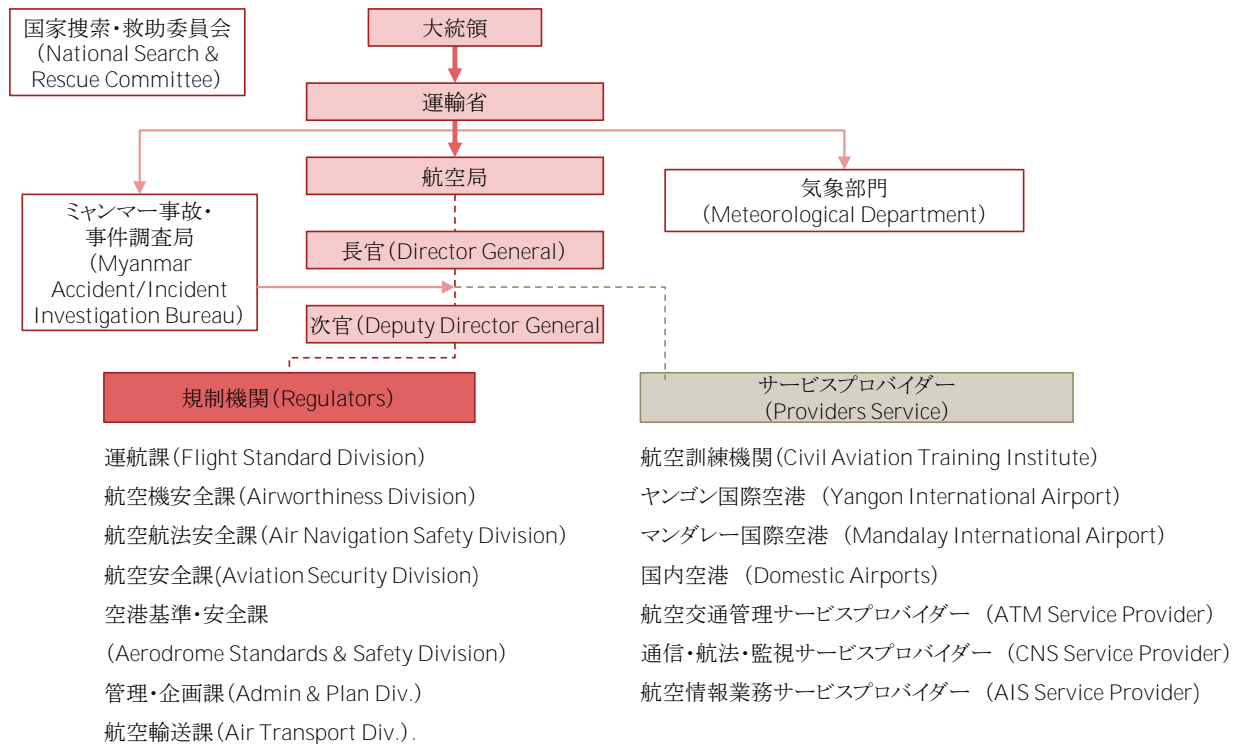 国家捜索・救助委員会
(National Search &
Rescue Committee)
大統領
運輸省
航空局
気象部門
(Meteorological Department)
ミャンマー事故・
事件調査局
(Myanmar
Accident/Incident
Investigation Bureau)
長官(Director General)
次官(Deputy Director General
規制機関(Regulators)
サービスプロバイダー
(Providers Service)
運航課(Flight Standard Division)
航空機安全課(Airworthiness Division)
航空航法安全課(Air Navigation Safety Division)
航空安全課(Aviation Security Division)
空港基準・安全課
(Aerodrome Standards & Safety Division)
管理・企画課(Admin & Plan Div.)
航空輸送課(Air Transport Div.).
航空訓練機関(Civil Aviation Training Institute)
ヤンゴン国際空港 (Yangon International Airport)
マンダレー国際空港 (Mandalay International Airport)
国内空港 (Domestic Airports)
航空交通管理サービスプロバイダー (ATM Service Provider)
通信・航法・監視サービスプロバイダー (CNS Service Provider)
航空情報業務サービスプロバイダー (AIS Service Provider)